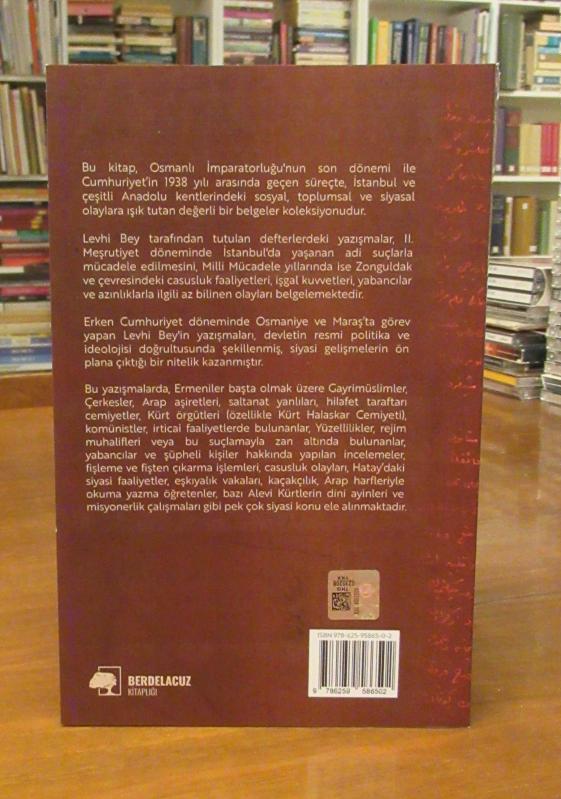 Bu kitap, Osmanlı İmparatorluğu'nun son dönemi ile
Cumhuriyet'in 1938 yılı arasında geçen süreçte, İstanbul ve
çeşitli Anadolu kentlerindeki sosyal, toplumsal ve siyasal
olaylara ışık tutan değerli bir belgeler koleksiyonudur.
Levhi Bey tarafından tutulan defterlerdeki yazışmalar, II.
Meşrutiyet döneminde İstanbul'da yaşanan adi suçlarla
mücadele edilmesini, Milli Mücadele yıllarında ise Zonguldak
ve çevresindeki casusluk faaliyetleri, işgal kuvvetleri, yabancılar
ve azınlıklarla ilgili az bilinen olayları belgelemektedir.
Erken Cumhuriyet döneminde Osmaniye ve Maraş'ta görev
yapan Levhi Bey'in yazışmaları, devletin resmi politika ve
ideolojisi doğrultusunda şekillenmiş, siyasi gelişmelerin ön
plana çıktığı bir nitelik kazanmıştır.
Bu yazışmalarda, Ermeniler başta olmak üzere Gayrimüslimler,
Çerkesler, Arap aşiretleri, saltanat yanlıları, hilafet taraftarı
cemiyetler, Kürt örgütleri (özellikle Kürt Halaskar Cemiyeti),
komünistler, irticai faaliyetlerde bulunanlar, Yüzellilikler, rejim
muhalifleri veya bu suçlamayla zan altında bulunanlar,
yabancılar ve şüpheli kişiler hakkında yapılan incelemeler,
fişleme ve fişten çıkarma işlemleri, casusluk olayları, Hatay'daki
siyasi faaliyetler, eşkıyalık vakaları, kaçakçılık, Arap harfleriyle
okuma yazma öğretenler, bazı Alevi Kürtlerin dini ayinleri ve
misyonerlik çalışmaları gibi pek çok siyasi konu ele alınmaktadır.
ISBN 978-625-95865-0-2
9 786259 586502
BERDELACUZ
KİTAPLIĞI